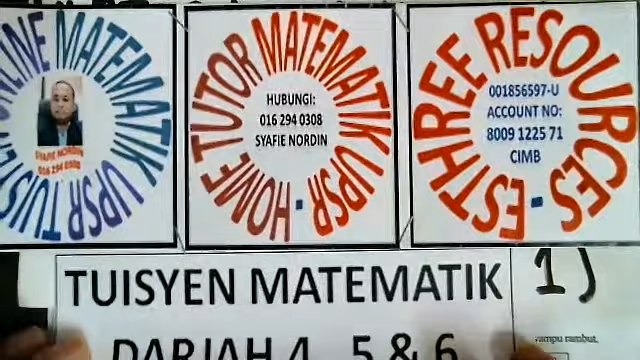 ONLINE MATEMATIK UPSR TUISYEN
SYAFIE NORDIN
016 294 0308
HOME TUTOR MATEMATIK UPSR -
HUBUNGI:
016 294 0308
SYAFIE NORDIN
ESTHREE RESOURCES -
001856597-U
ACCOUNT NO:
8009 1225 71
CIMB
TUISYEN MATEMATIK
DARJAH 4, 5 & 6
1)
rambut,